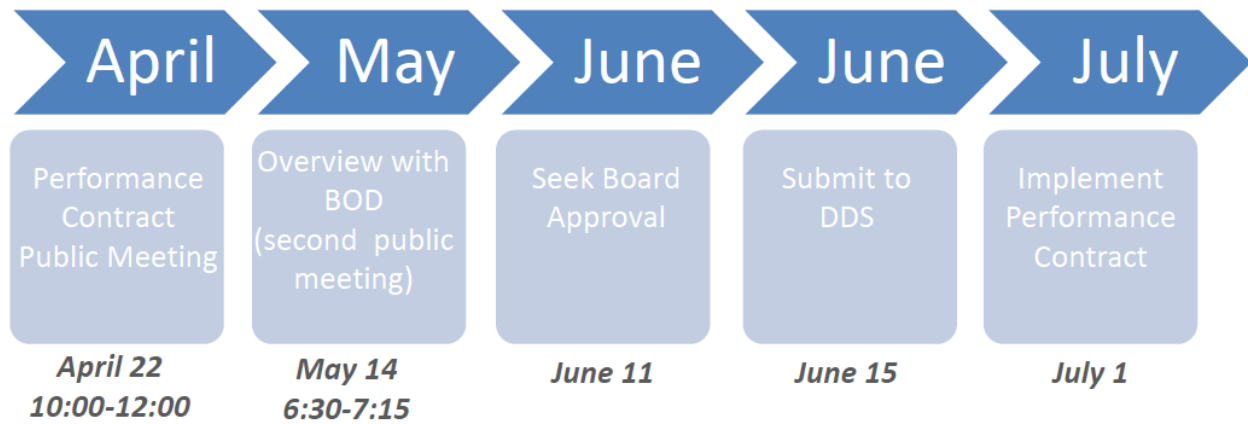 April
May
June
June
July
Performance
Contract
Public Meeting
Overview with
BOD
(second public
meeting)
Seek Board
Approval
Submit to
DDS
Implement
Performance
Contract
April 22
10:00-12:00
May 14
6:30-7:15
June 11
June 15
July 1